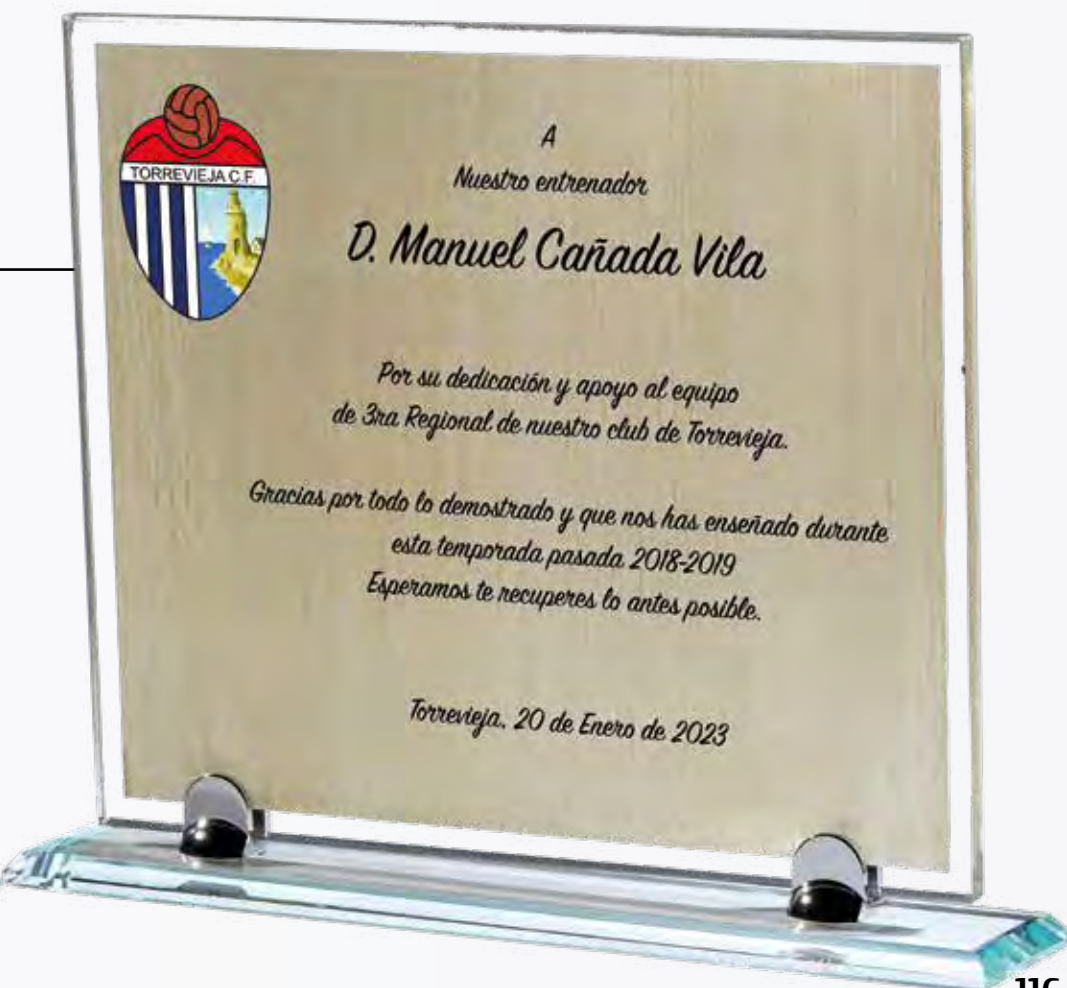 TORREVIEJA C.F.
A
Nuestro entrenador
D. Manuel Cañada Vila
Por su dedicación y apoyo al equipo
de 3ra Regional de nuestro club de Torrevieja.
Gracias por todo lo demostrado y que nos has enseñado durante
esta temporada pasada 2018-2019
Esperamos te recuperes lo antes posible.
Torrevieja, 20 de Enero de 2023